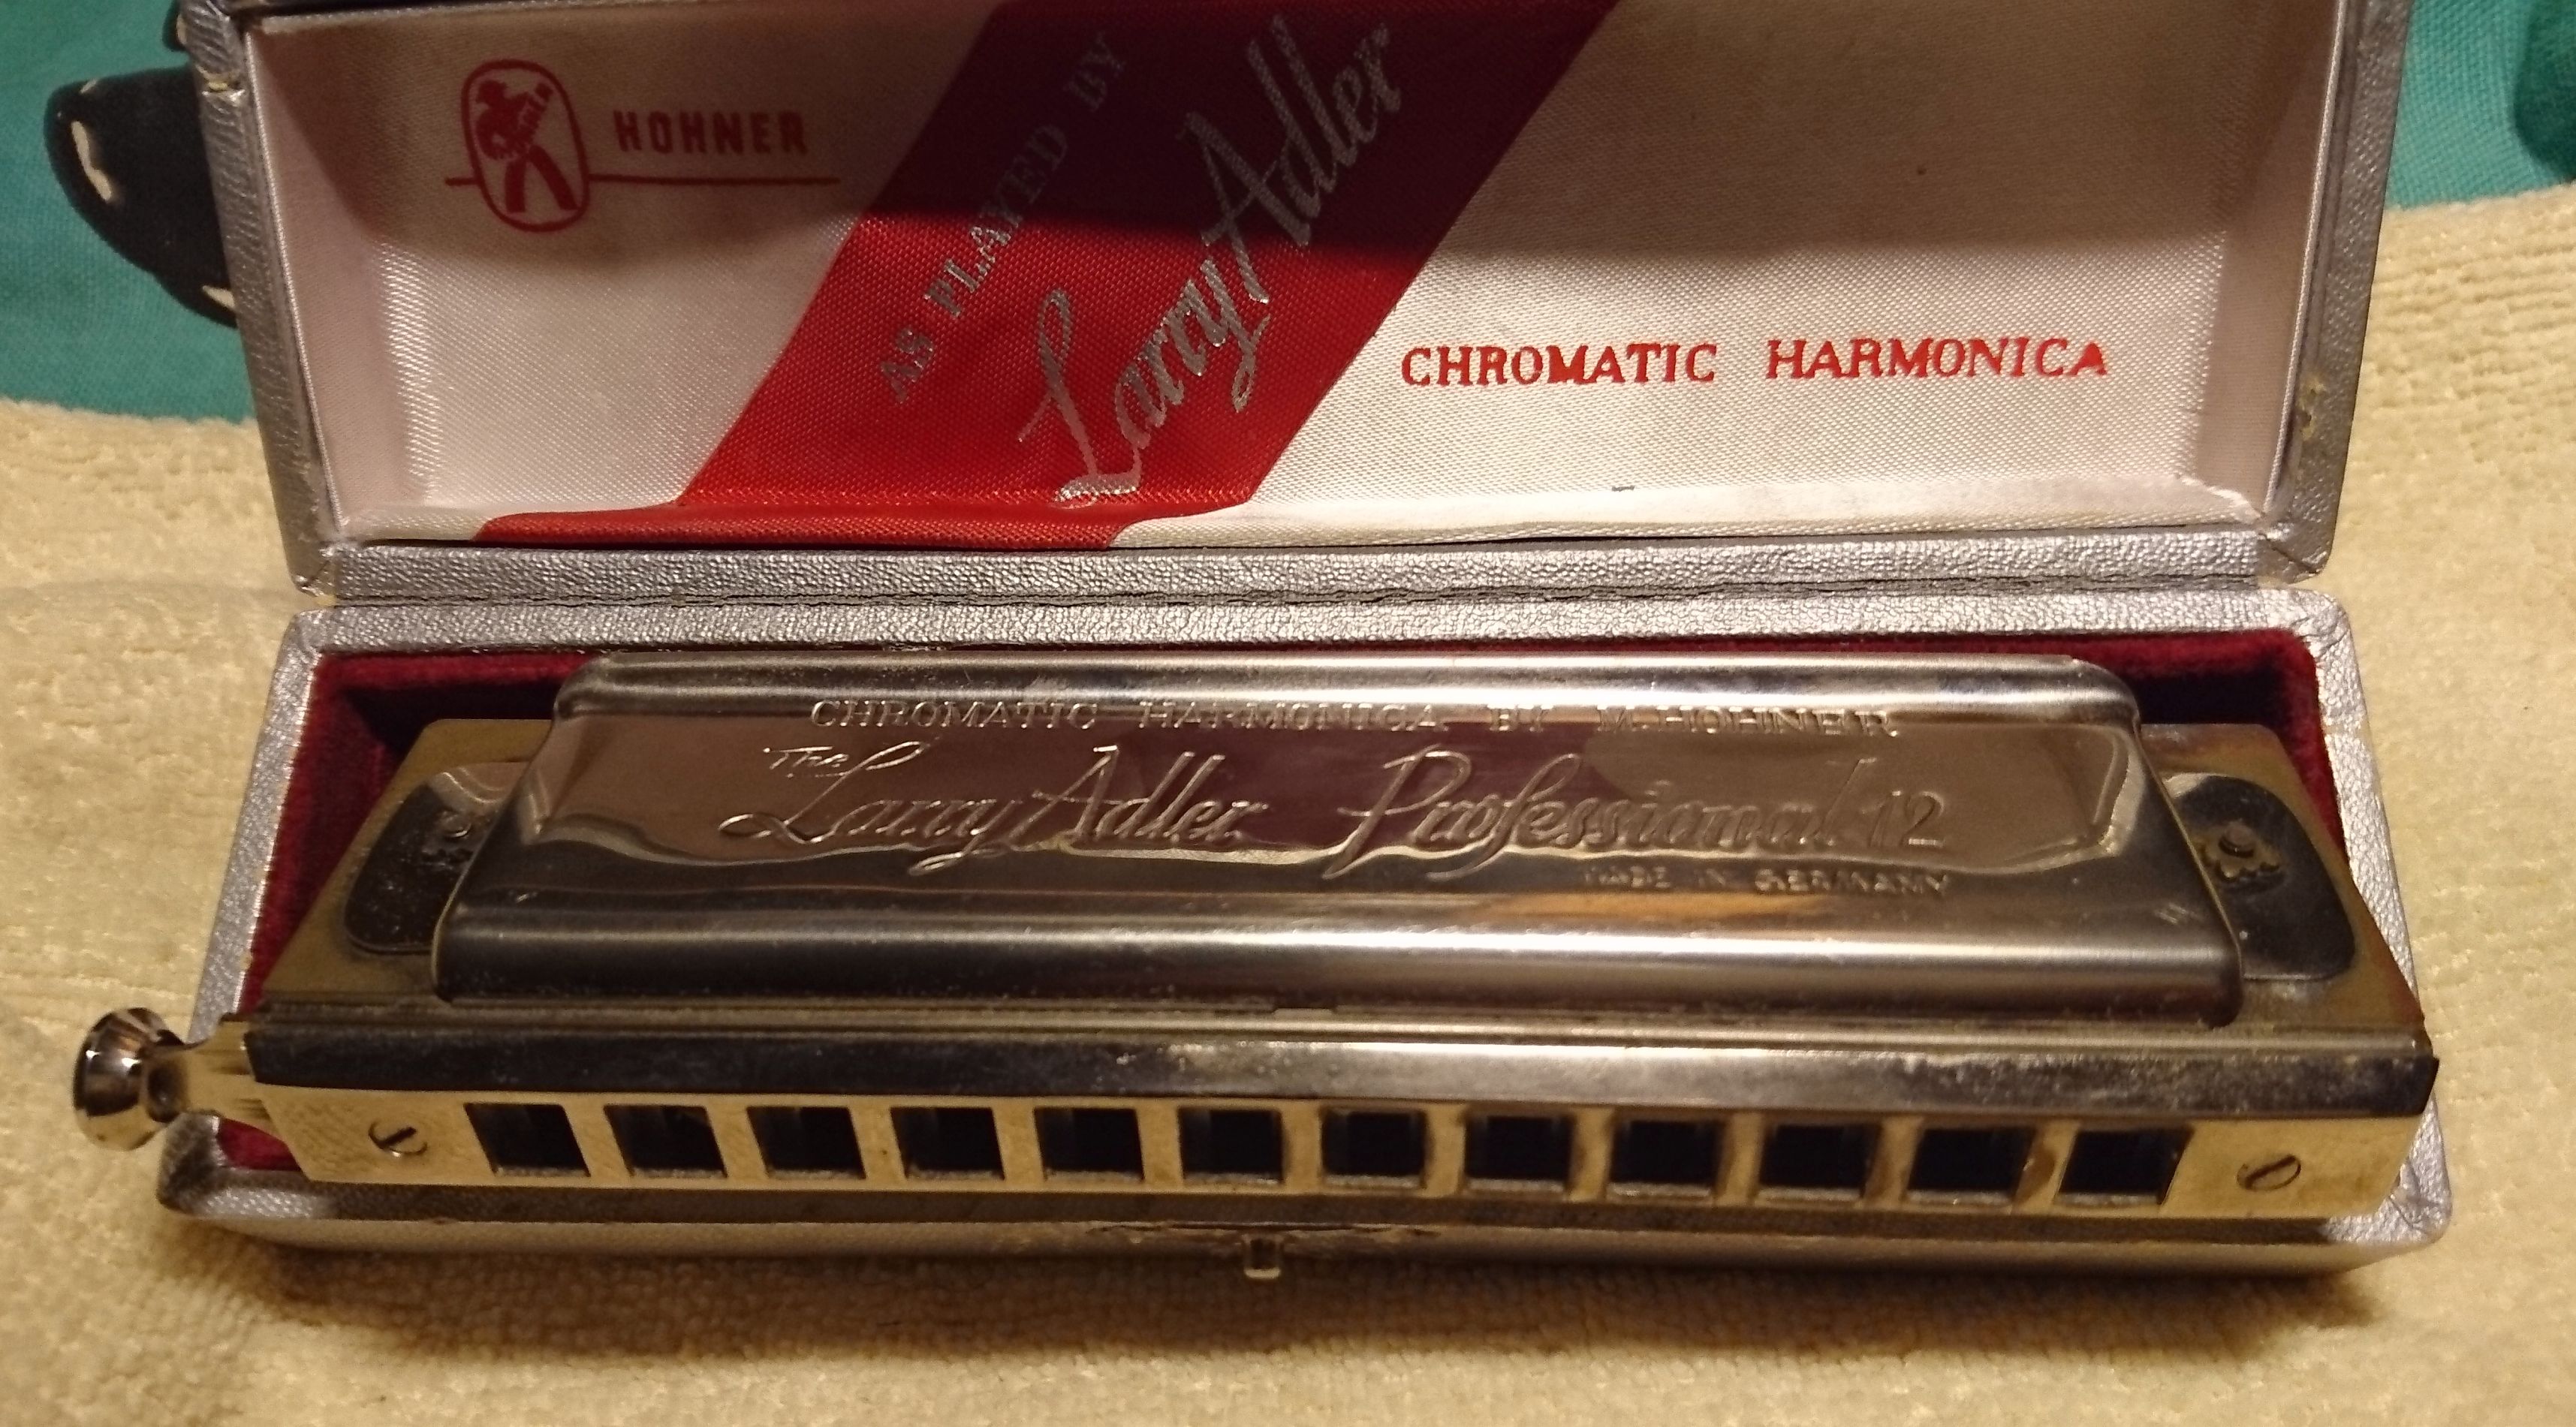 HOHNER
AS PLAYED BY
Larry Adler
CHROMATIC HARMONICA
CHROMATIC HARMONICA BY M. HOHNER
The Larry Adler Professional 12
MADE IN GERMANY